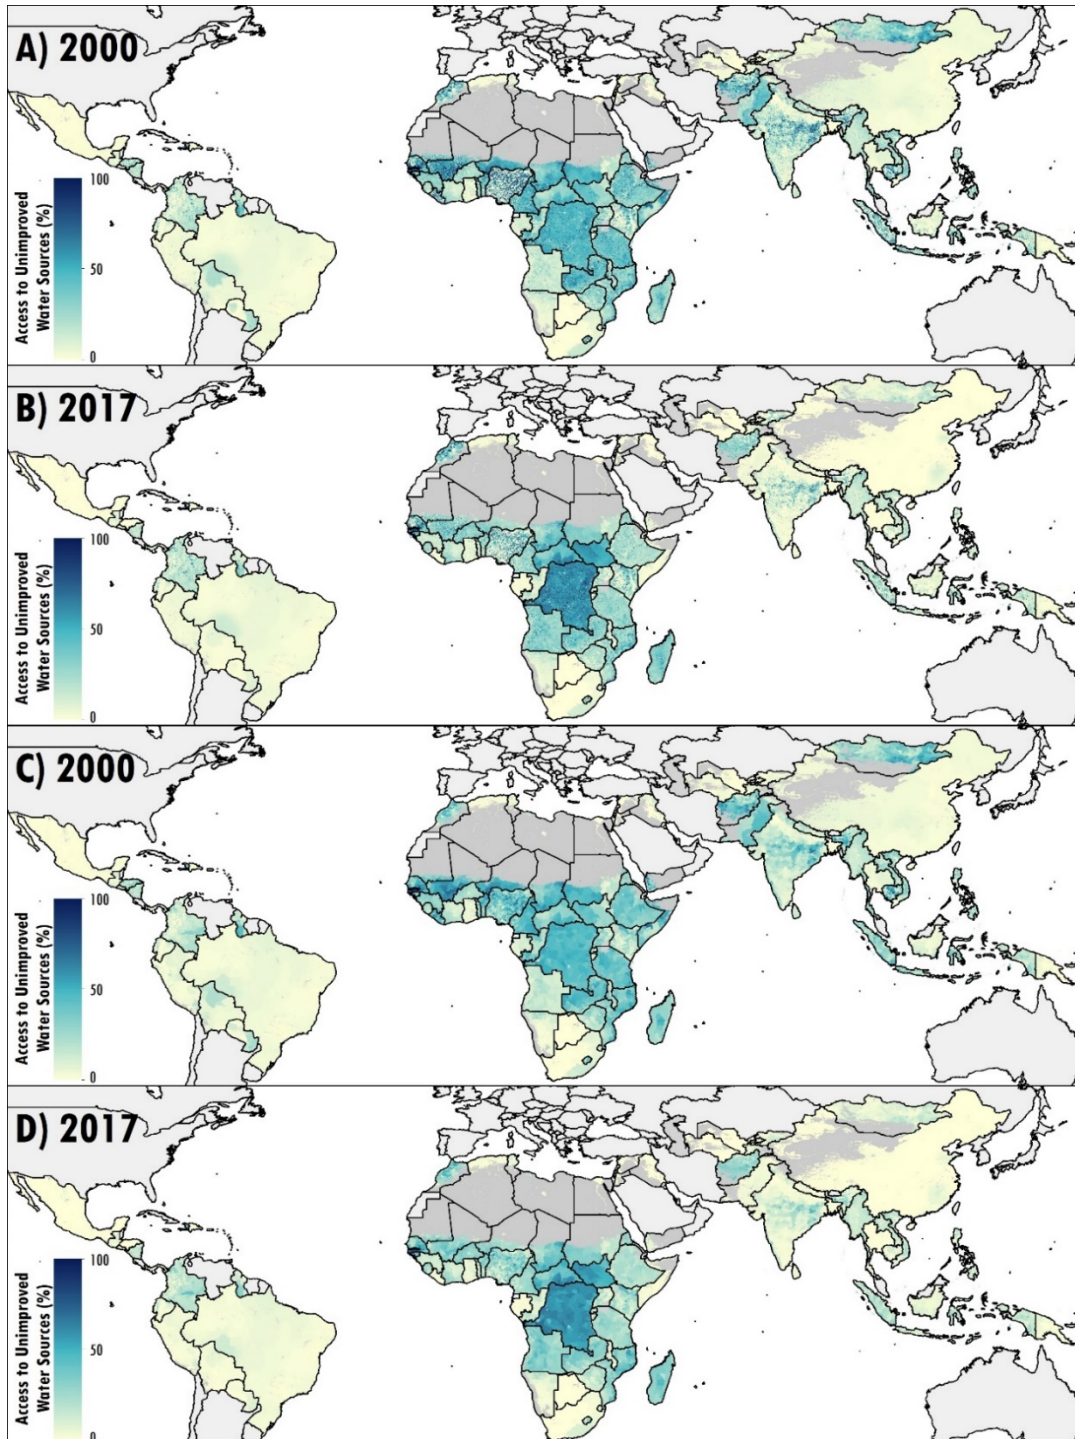 A) 2000
Access to Unimproved
Water Sources (%)
100
50
0
B) 2017
Access to Unimproved
Water Sources (%)
100
50
0
C) 2000
Access to Unimproved
Water Sources (%)
100
50
0
D) 2017
Access to Unimproved
Water Sources (%)
100
50
0